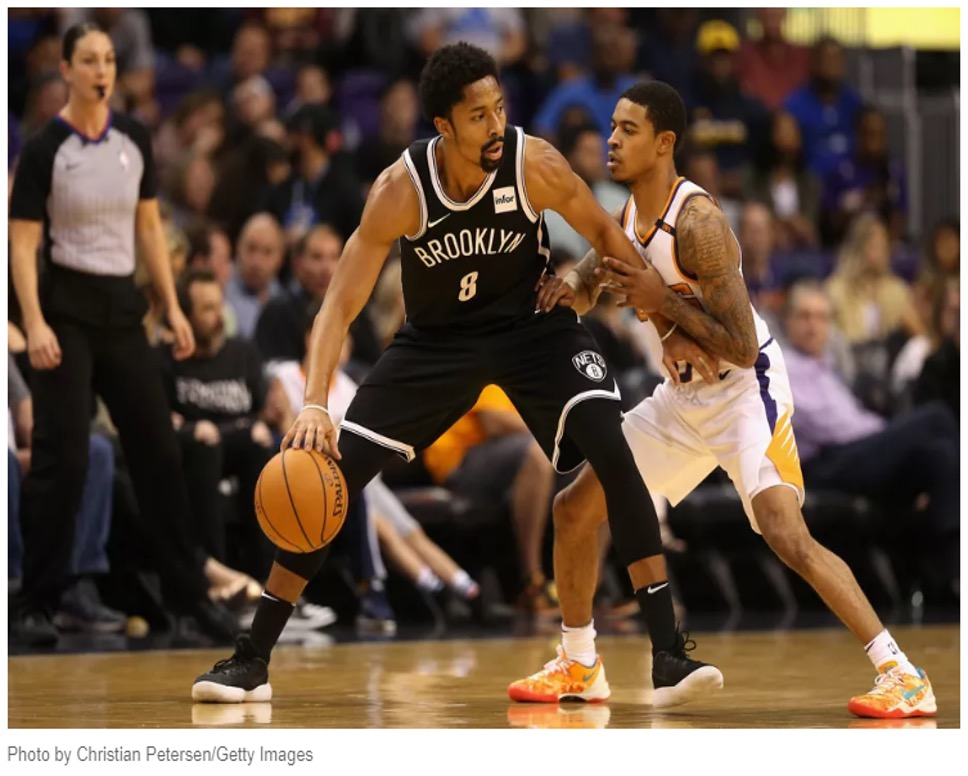 infor
BROOKLYN
8
NETS
B
SPALDING
Photo by Christian Petersen/Getty Images